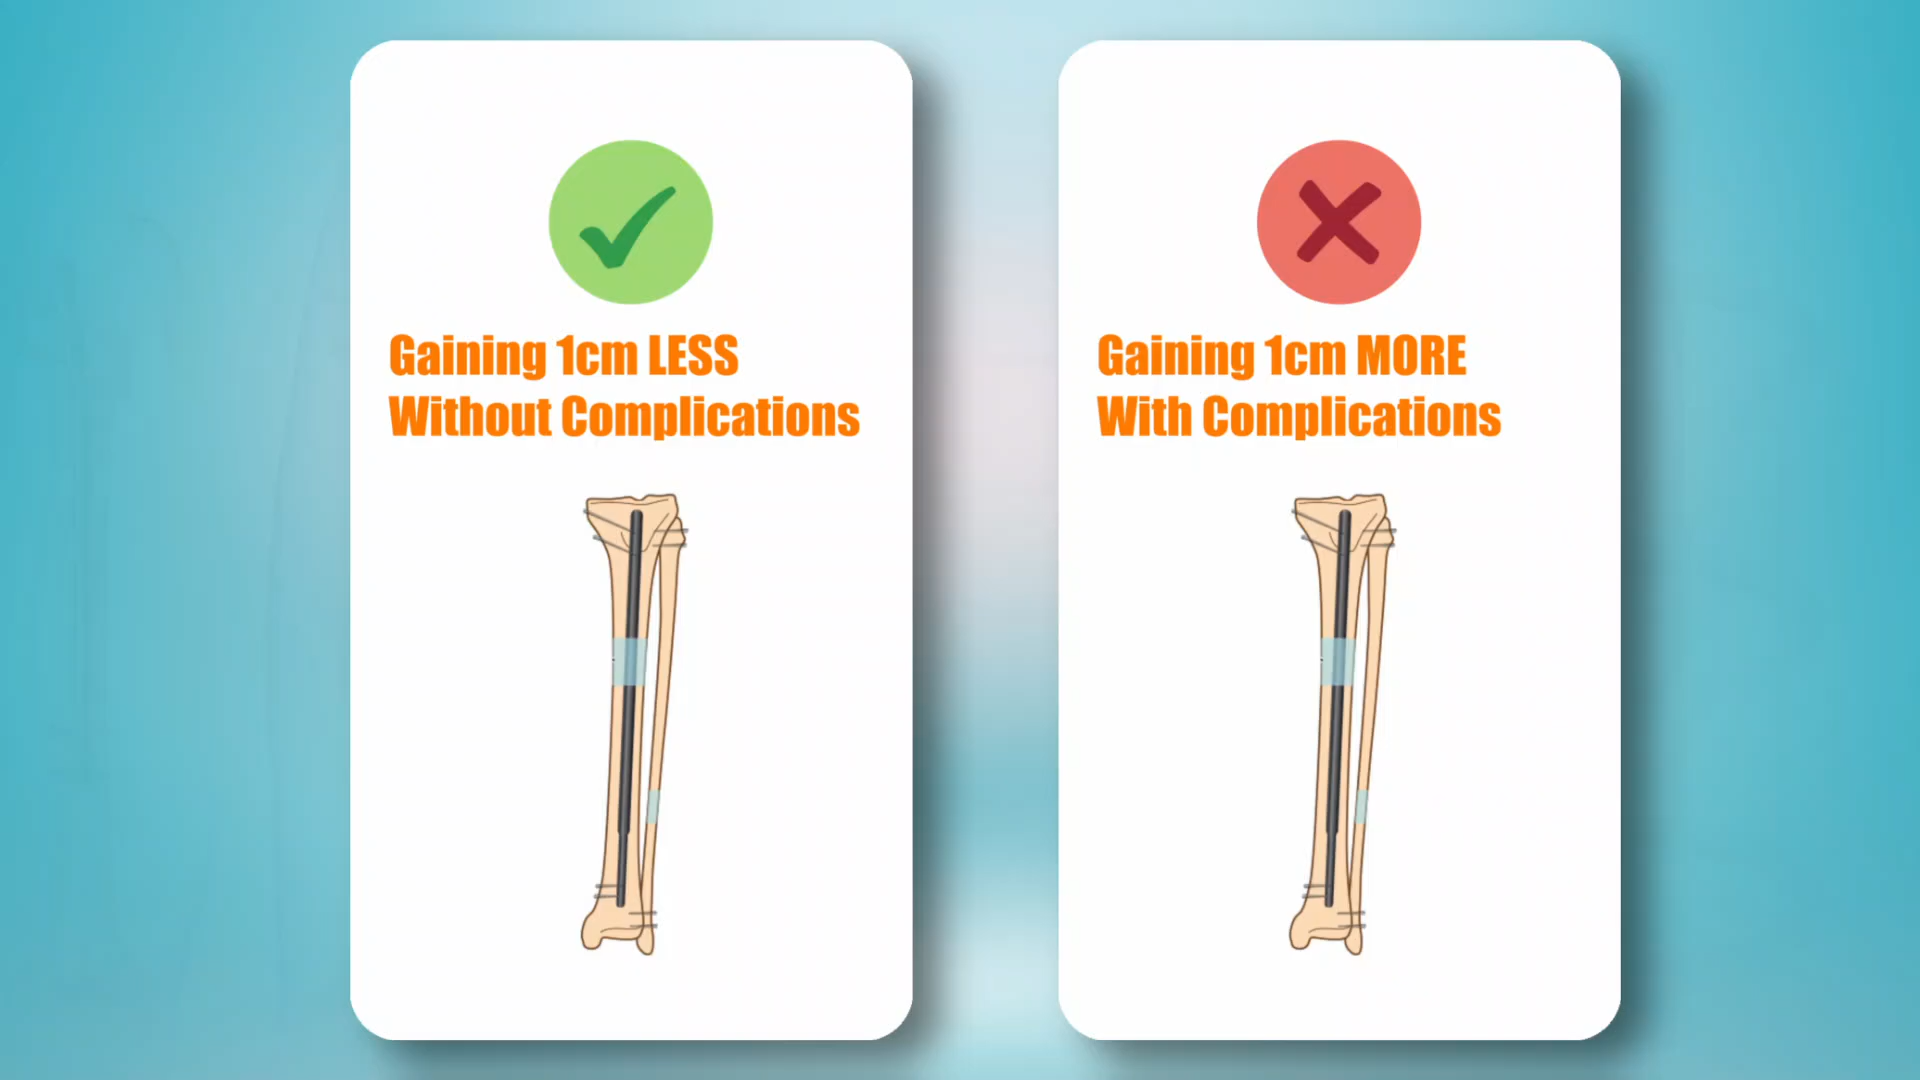 Gaining 1cm LESS
Without Complications
Gaining 1cm MORE
With Complications